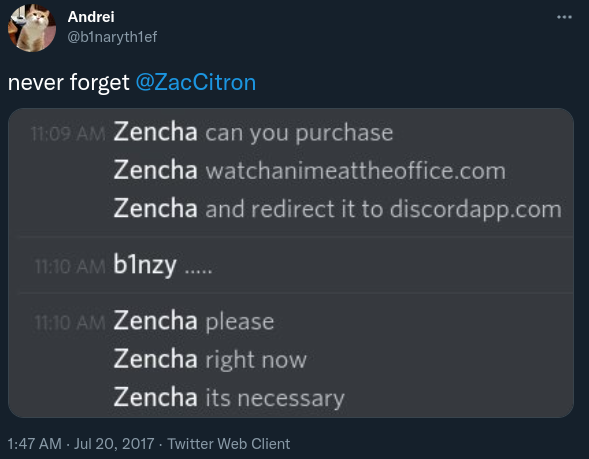 Andrei
@b1naryth1ef
never forget @ZacCitron
11:09 AM Zencha can you purchase
Zencha watchanimeattheoffice.com
Zencha and redirect it to discordapp.com
11:10 AM b1nzy .....
11:10 AM Zencha please
Zencha right now
Zencha its necessary
1:47 AM · Jul 20, 2017 · Twitter Web Client